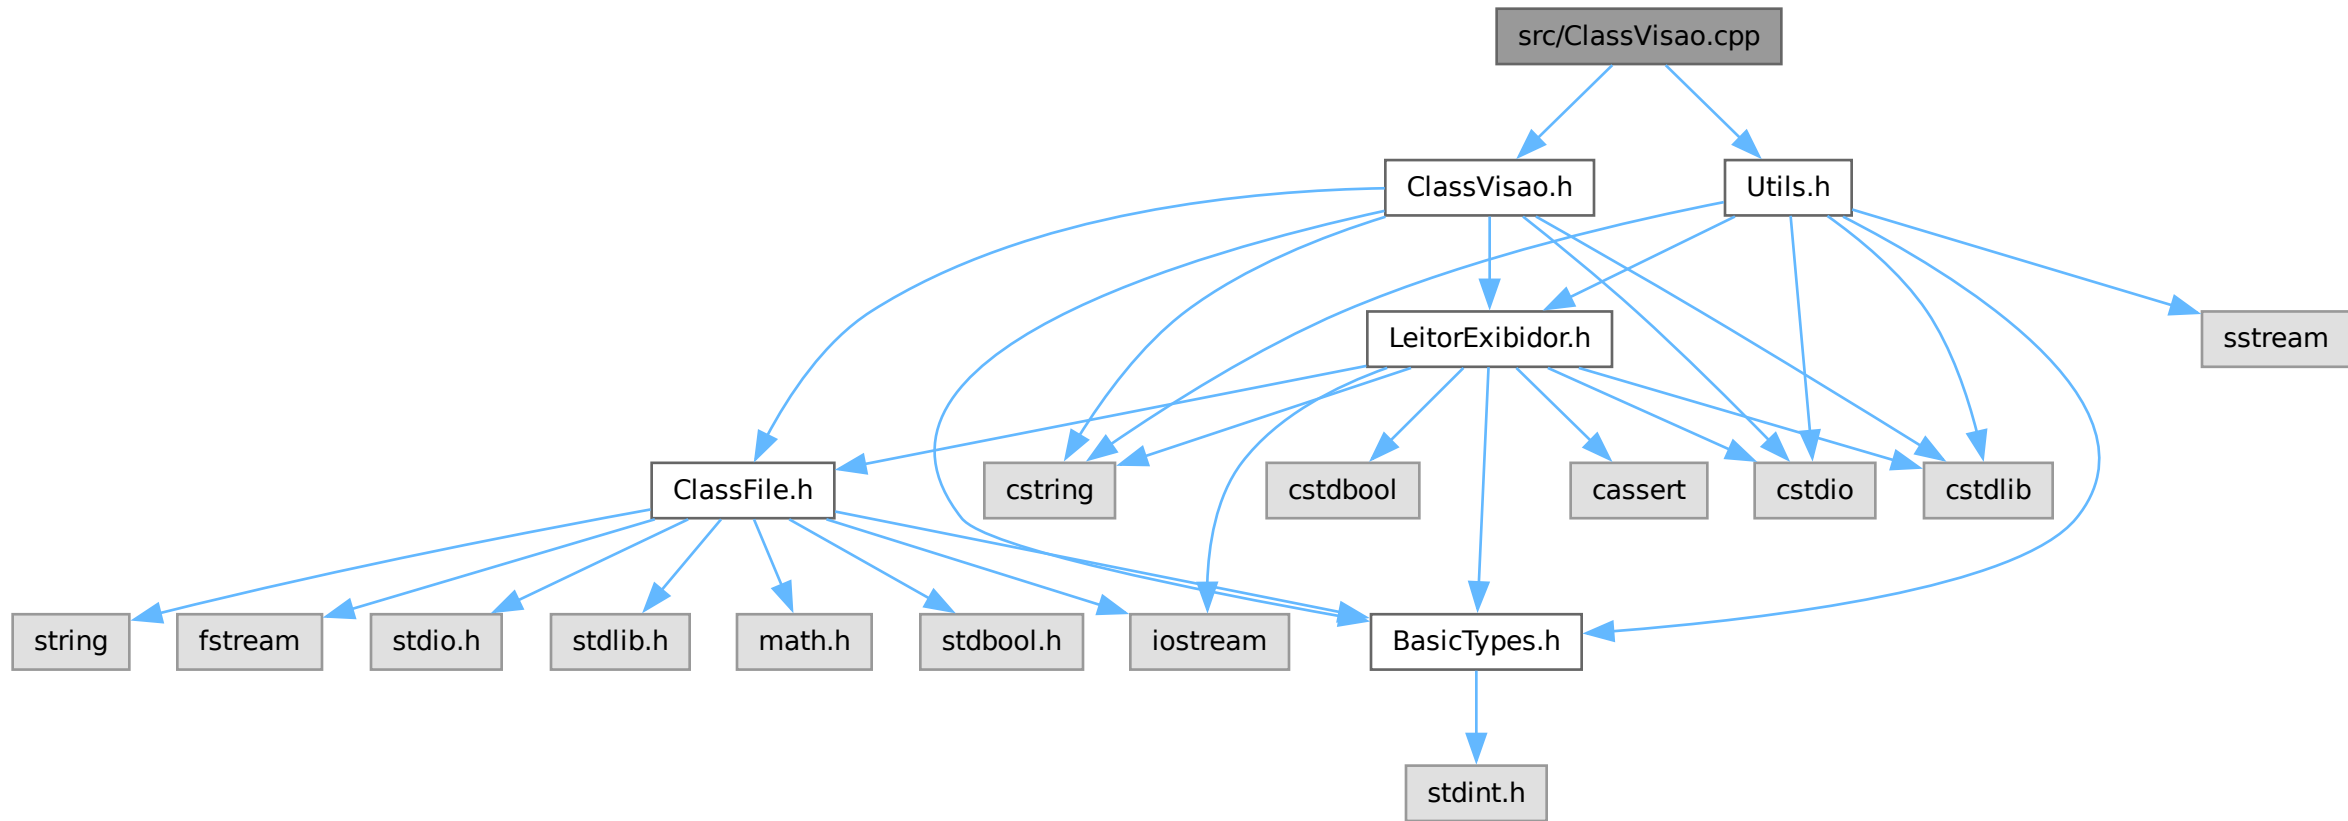 src/ClassVisao.cpp
ClassVisao.h
Utils.h
LeitorExibidor.h
sstream
ClassFile.h
cstring
cstdbool
cassert
cstdio
cstdlib
string
fstream
stdio.h
stdlib.h
math.h
stdbool.h
iostream
BasicTypes.h
stdint.h